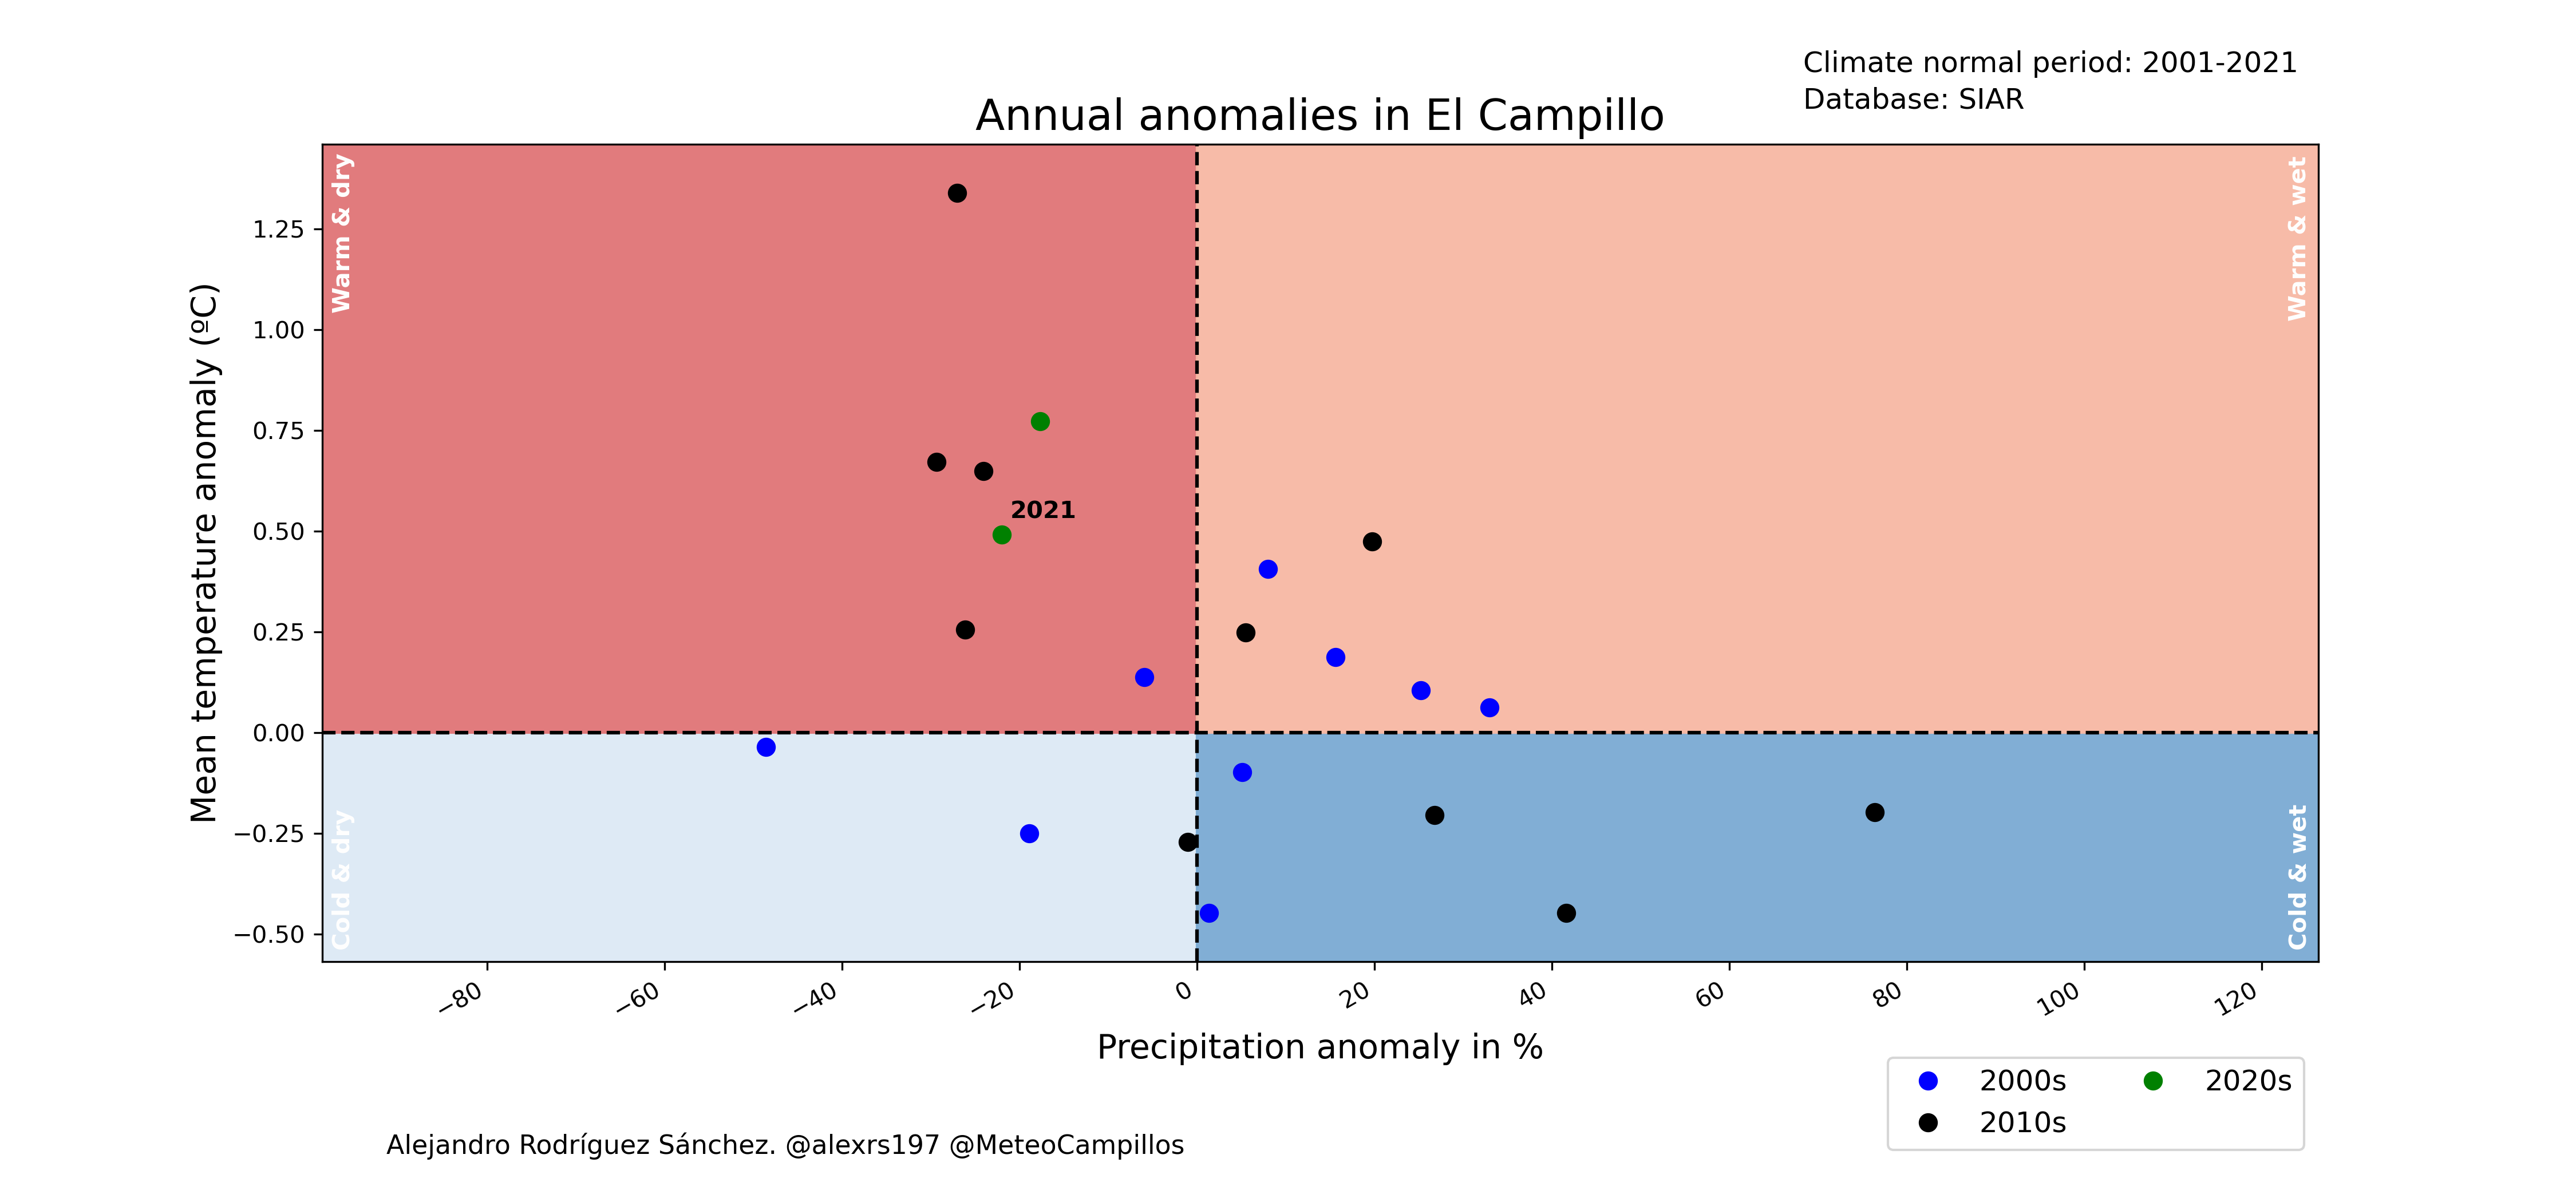 Climate normal period: 2001-2021
Database: SIAR
Annual anomalies in El Campillo
Warm & dry
Warm & wet
Mean temperature anomaly (ºC)
1.25
1.00
0.75
0.50
0.25
0.00
−0.25
−0.50
2021
Cold & dry
Cold & wet
−80
−60
−40
−20
0
20
40
60
80
100
120
Precipitation anomaly in %
2000s
2020s
2010s
Alejandro Rodríguez Sánchez. @alexrs197 @MeteoCampillos